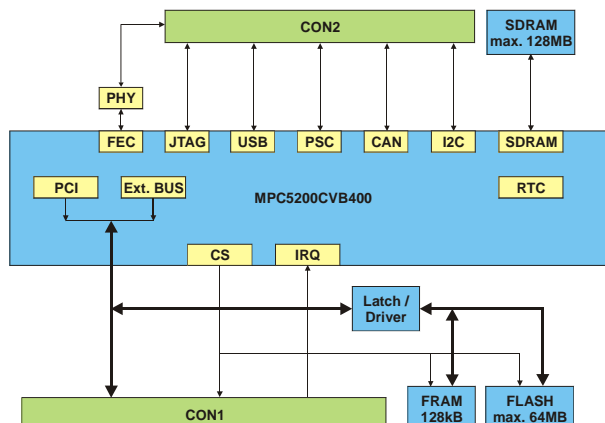 CON2
SDRAM
max. 128MB
PHY
FEC
JTAG
USB
PSC
CAN
I2C
SDRAM
PCI
Ext. BUS
MPC5200CVB400
RTC
CS
IRQ
Latch /
Driver
CON1
FRAM
128kB
FLASH
max. 64MB